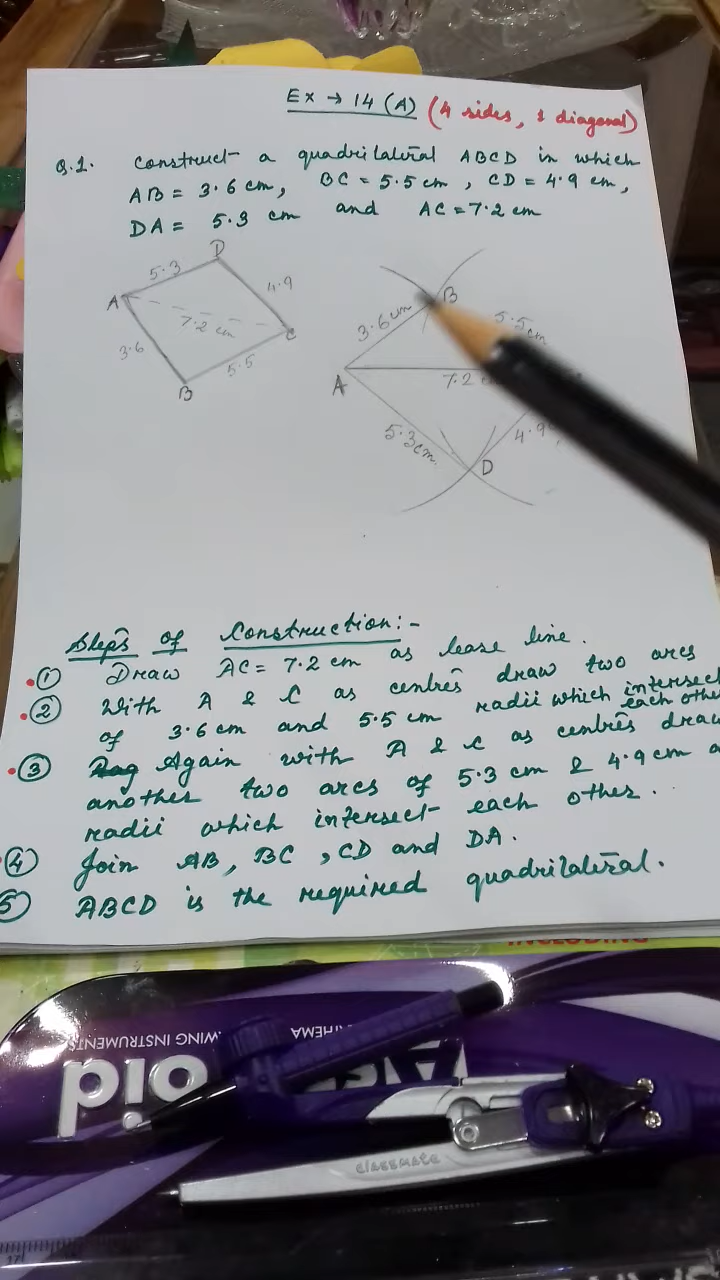 Ex → 14 (A) (4 sides, 1 diagonal)
Q.1. Construct a quadrilateral ABCD in which
AB = 3.6 cm, BC = 5.5 cm, CD = 4.9 cm,
DA = 5.3 cm and AC = 7.2 cm
D
5.3
4.9
A
7.2 cm
C
3.6
5.5
B
B
3.6 cm
5.5 cm
A
7.2
5.3 cm
4.9
D
Steps of Construction:-
① Draw AC = 7.2 cm as base line.
② With A & C as centres draw two arcs
of 3.6 cm and 5.5 cm radii which intersect
each other
③ Again with A & C as centres draw
another two arcs of 5.3 cm & 4.9 cm
radii which intersect each other.
④ Join AB, BC, CD and DA.
⑤ ABCD is the required quadrilateral.
INCLUDING
classmate
17